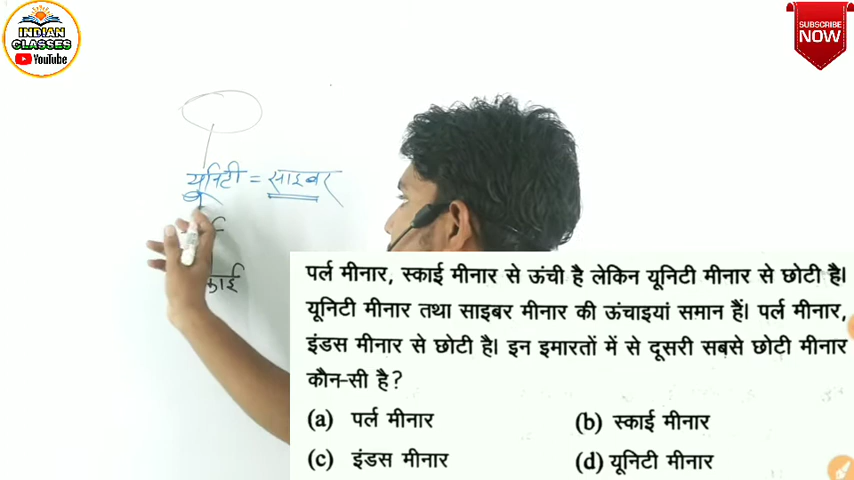 INDIAN
CLASSES
YouTube
SUBSCRIBE
NOW
यूनिटी = साइबर
पर्ल मीनार, स्काई मीनार से ऊंची है लेकिन यूनिटी मीनार से छोटी है।
यूनिटी मीनार तथा साइबर मीनार की ऊंचाइयां समान हैं। पर्ल मीनार,
इंडस मीनार से छोटी है। इन इमारतों में से दूसरी सबसे छोटी मीनार
कौन-सी है?
(a) पर्ल मीनार (b) स्काई मीनार
(c) इंडस मीनार (d) यूनिटी मीनार